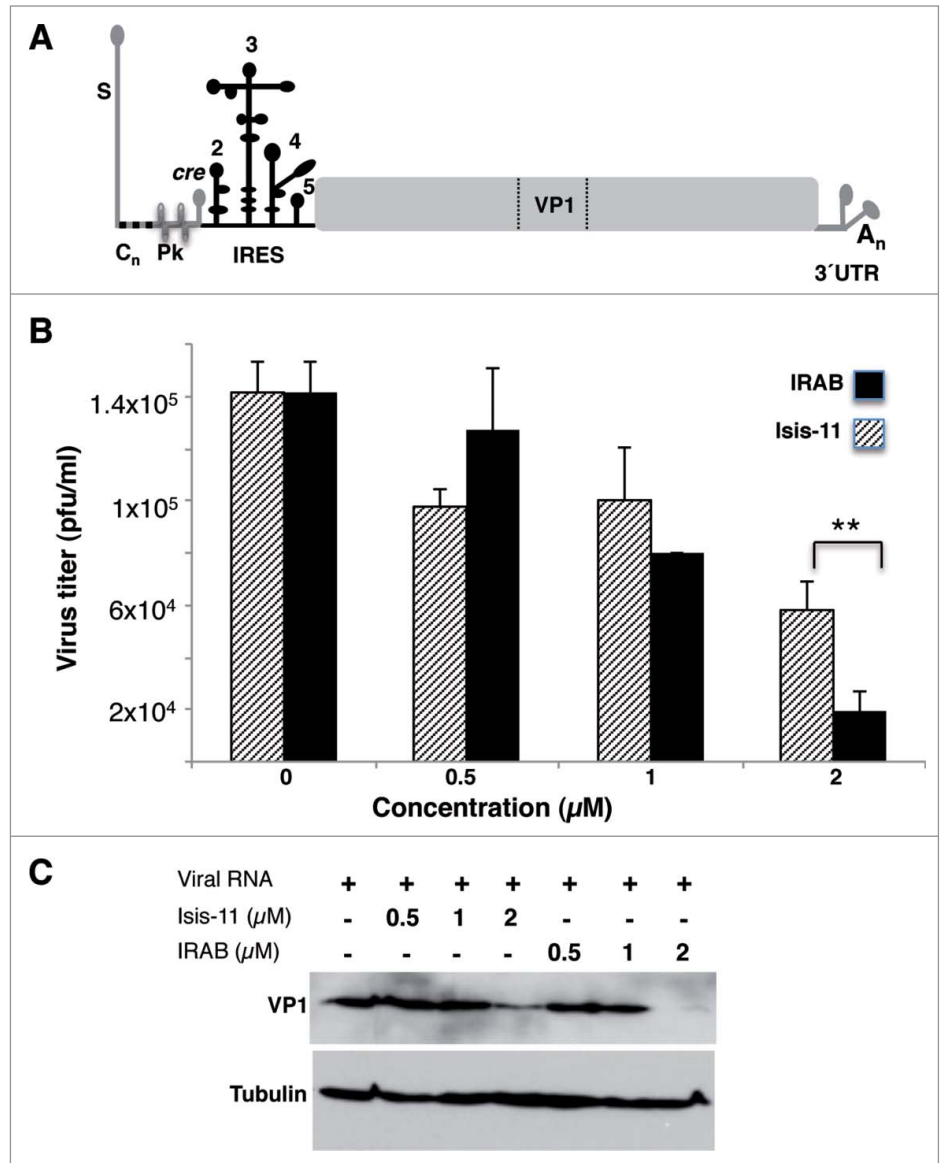 A
3
S
4
2
cre
5
VP1
Cn Pk IRES
An
3´UTR
B
IRAB
Isis-11
Virus titer (pfu/ml)
1.4x10⁵
1x10⁵
6x10⁴
2x10⁴
**
0 0.5 1 2
Concentration (µM)
C
Viral RNA + + + + + + +
Isis-11 (µM) - 0.5 1 2 - - -
IRAB (µM) - - - - 0.5 1 2
VP1
Tubulin